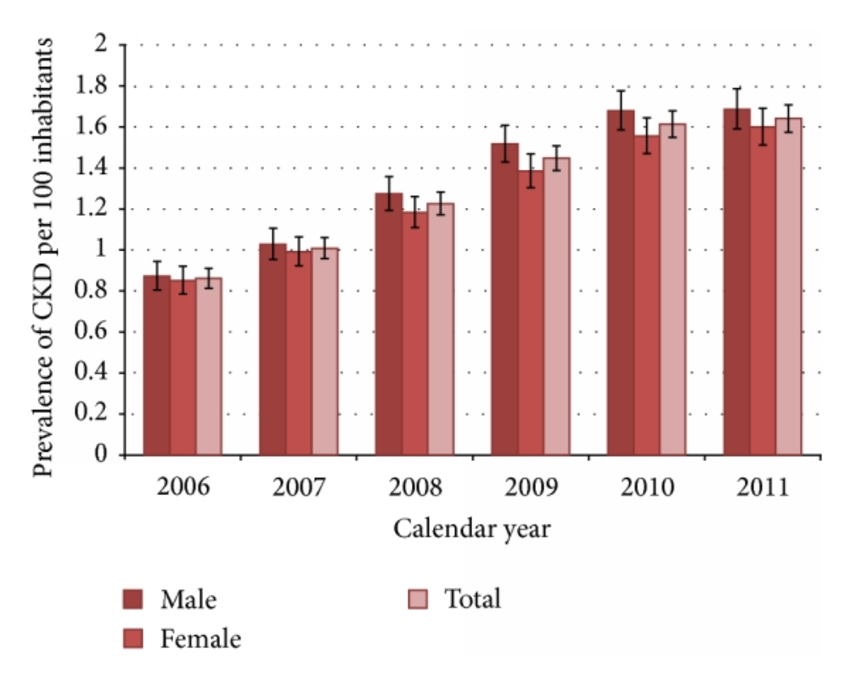 Prevalence of CKD per 100 inhabitants
2
1.8
1.6
1.4
1.2
1
0.8
0.6
0.4
0.2
0
2006 2007 2008 2009 2010 2011
Calendar year
Male Total
Female